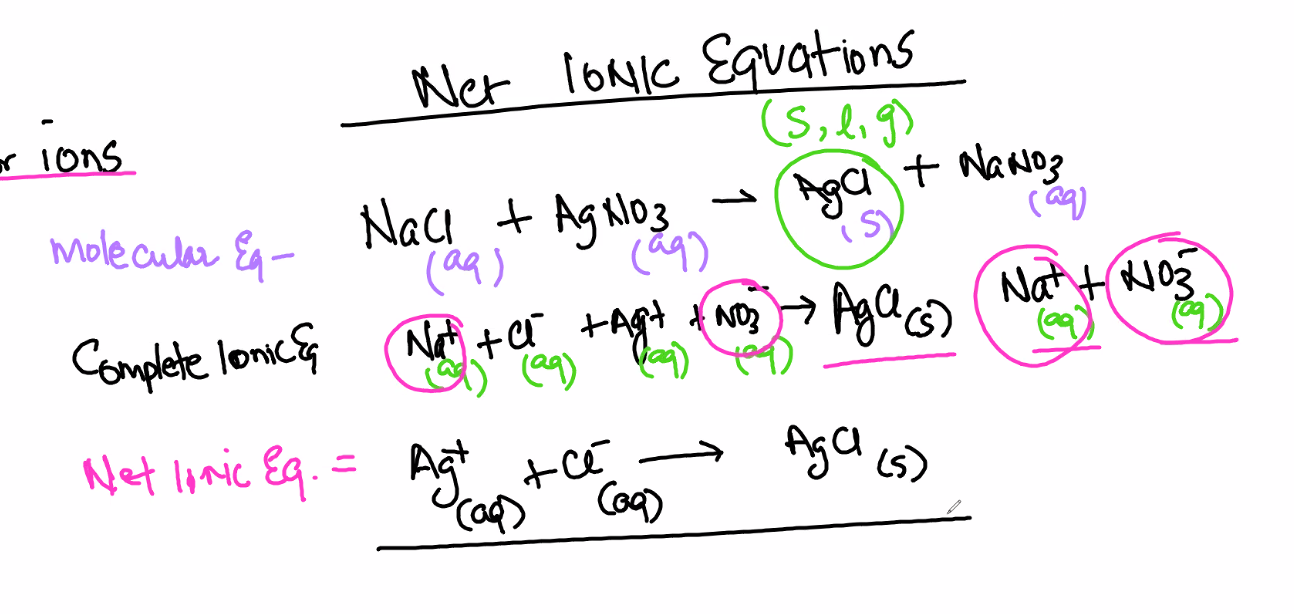 Net Ionic Equations
(s, l, g)
ions
Molecular Eq - NaCl (aq) + AgNO3 (aq) → AgCl (s) + NaNO3 (aq)
Complete Ionic Eq Na+ (aq) + Cl- (aq) + Ag+ (aq) + NO3- (aq) → AgCl (s) Na+ (aq) + NO3- (aq)
Net Ionic Eq. = Ag+ (aq) + Cl- (aq) → AgCl (s)